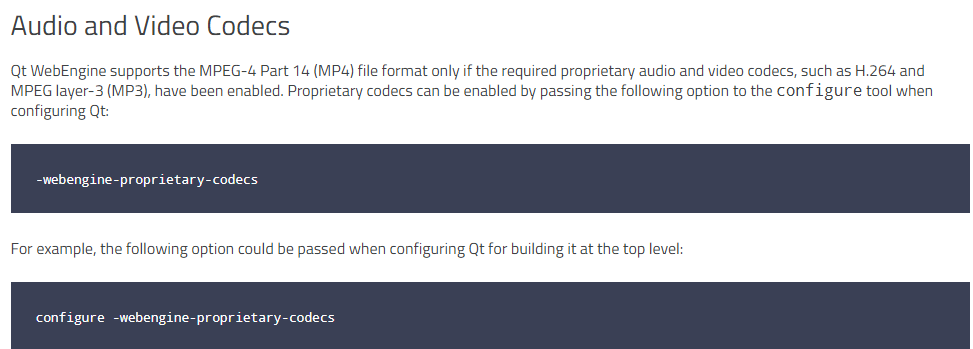 Audio and Video Codecs
Qt WebEngine supports the MPEG-4 Part 14 (MP4) file format only if the required proprietary audio and video codecs, such as H.264 and
MPEG layer-3 (MP3), have been enabled. Proprietary codecs can be enabled by passing the following option to the configure tool when
configuring Qt:
-webengine-proprietary-codecs
For example, the following option could be passed when configuring Qt for building it at the top level:
configure -webengine-proprietary-codecs